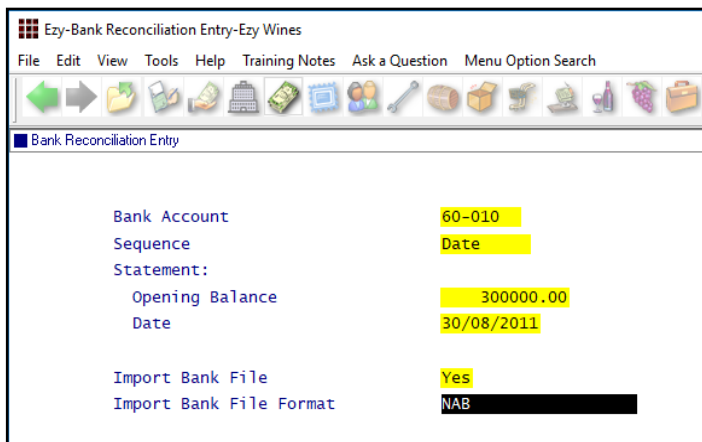 Ezy-Bank Reconciliation Entry-Ezy Wines
File Edit View Tools Help Training Notes Ask a Question Menu Option Search
Bank Reconciliation Entry
Bank Account 60-010
Sequence Date
Statement:
Opening Balance 300000.00
Date 30/08/2011
Import Bank File Yes
Import Bank File Format NAB